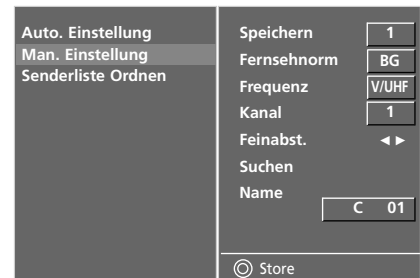 Auto. Einstellung
Man. Einstellung
Senderliste Ordnen
Speichern 1
Fernsehnorm BG
Frequenz V/UHF
Kanal 1
Feinabst. ◄►
Suchen
Name
C 01
Store